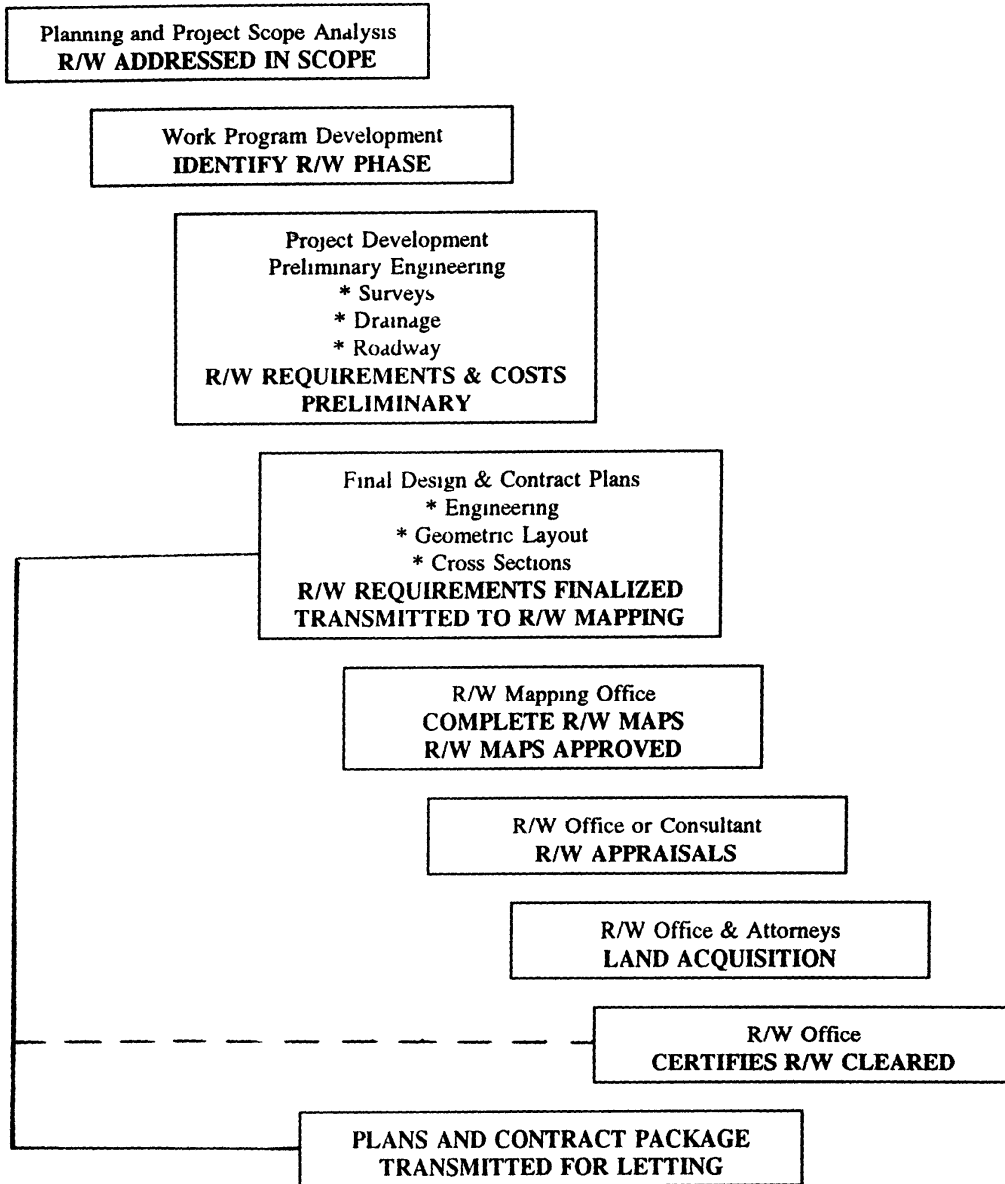 Planning and Project Scope Analysis
R/W ADDRESSED IN SCOPE
Work Program Development
IDENTIFY R/W PHASE
Project Development
Preliminary Engineering
* Surveys
* Drainage
* Roadway
R/W REQUIREMENTS & COSTS
PRELIMINARY
Final Design & Contract Plans
* Engineering
* Geometric Layout
* Cross Sections
R/W REQUIREMENTS FINALIZED
TRANSMITTED TO R/W MAPPING
R/W Mapping Office
COMPLETE R/W MAPS
R/W MAPS APPROVED
R/W Office or Consultant
R/W APPRAISALS
R/W Office & Attorneys
LAND ACQUISITION
R/W Office
CERTIFIES R/W CLEARED
PLANS AND CONTRACT PACKAGE
TRANSMITTED FOR LETTING